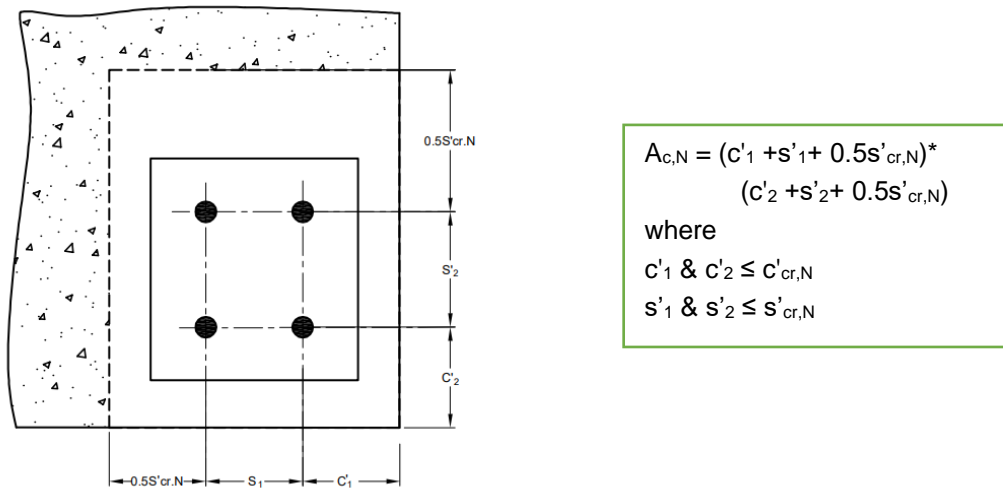 0.5S'cr.N
S'2
C'2
0.5S'cr.N
S1
C'1
Ac,N = (c'1 +s'1+ 0.5s'cr,N)*
(c'2 +s'2+ 0.5s'cr,N)
where
c'1 & c'2 ≤ c'cr,N
s'1 & s'2 ≤ s'cr,N